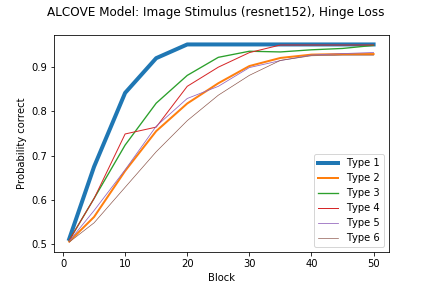 ALCOVE Model: Image Stimulus (resnet152), Hinge Loss
Probability correct
0.9
0.8
0.7
0.6
0.5
0
10
20
30
40
50
Block
Type 1
Type 2
Type 3
Type 4
Type 5
Type 6